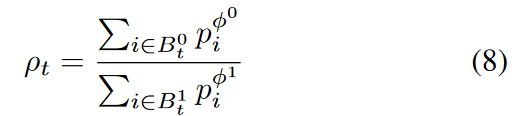 ρ_t = \frac{\sum_{i \in B_t^0} p_i^{\phi^0}}{\sum_{i \in B_t^1} p_i^{\phi^1}} (8)